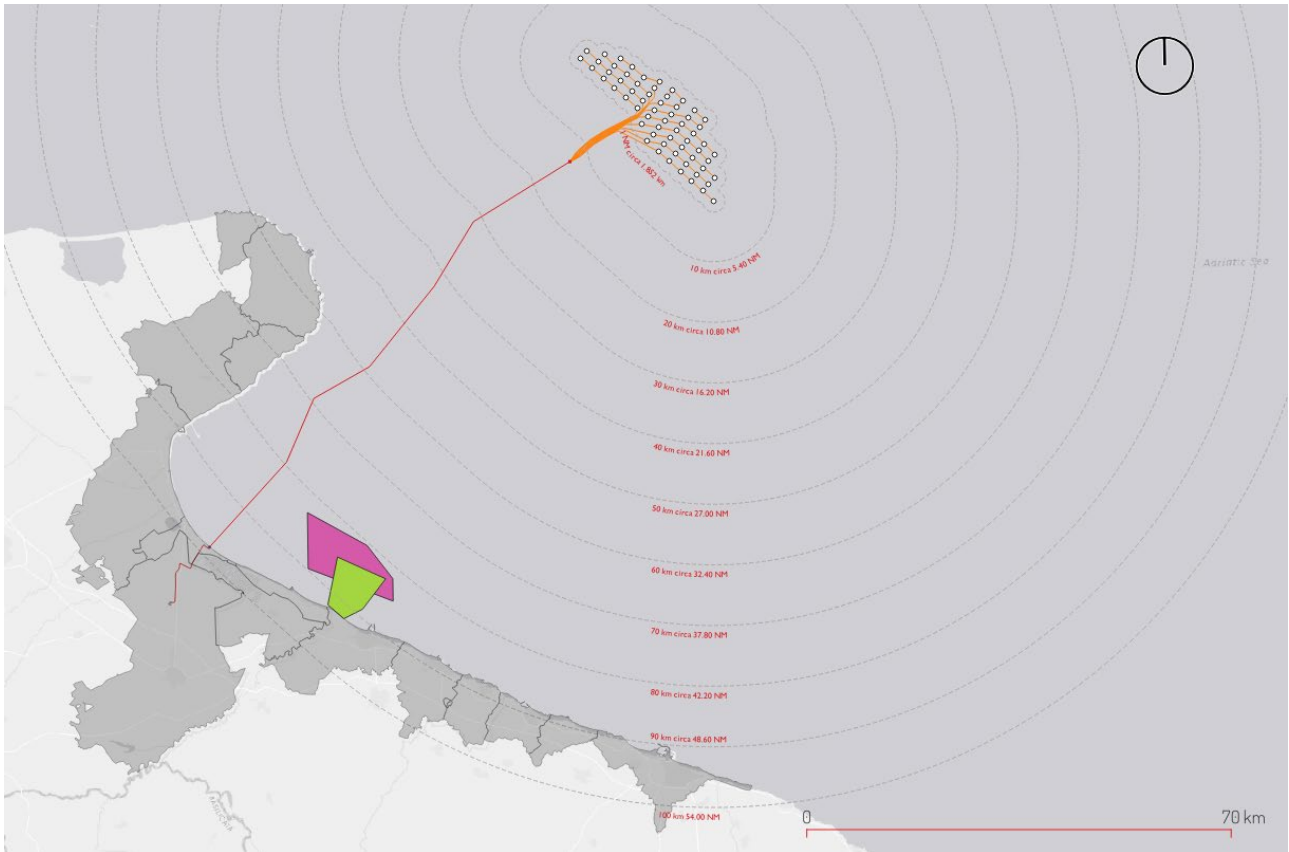 1NM circa 1.852 km
10 km circa 5.40 NM
Adriatic Sea
20 km circa 10.80 NM
30 km circa 16.20 NM
40 km circa 21.60 NM
50 km circa 27.00 NM
60 km circa 32.40 NM
70 km circa 37.80 NM
80 km circa 42.20 NM
90 km circa 48.60 NM
100 km 54.00 NM
BASILICATA
0
70 km